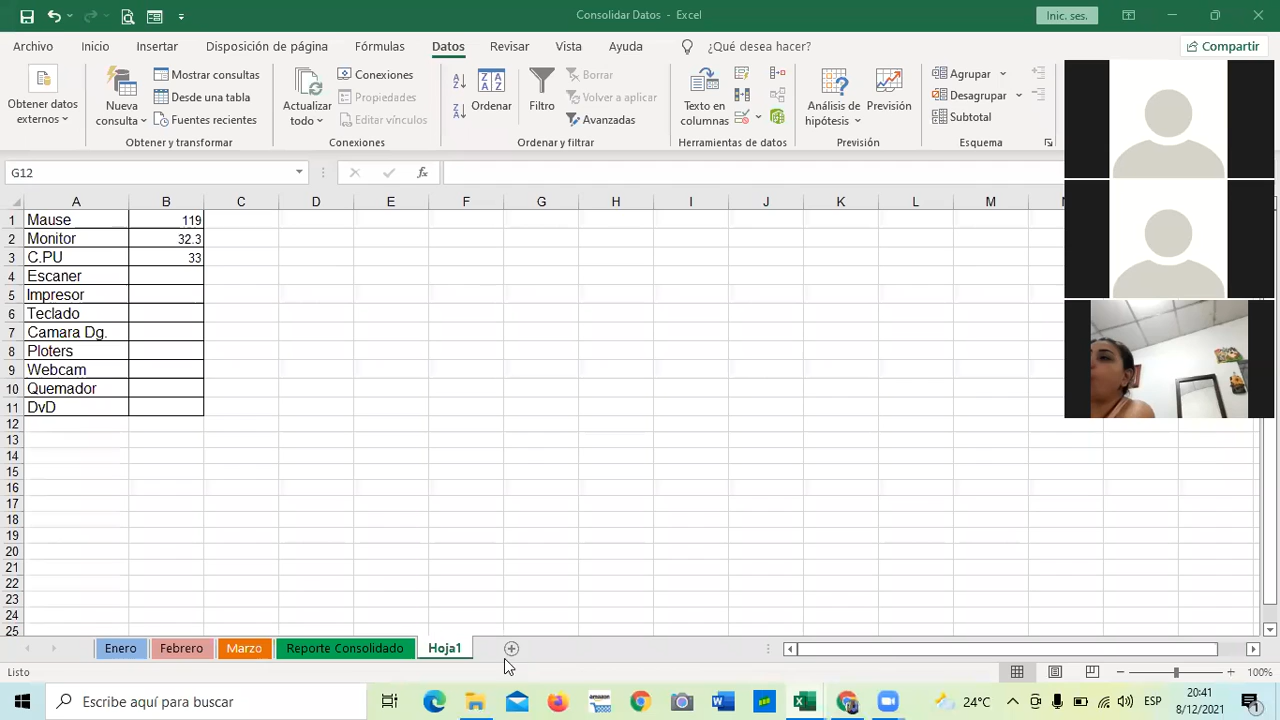 Consolidar Datos - Excel
Inic. ses.
Archivo Inicio Insertar Disposición de página Fórmulas Datos Revisar Vista Ayuda ¿Qué desea hacer? Compartir
Obtener datos externos
Nueva consulta
Mostrar consultas
Desde una tabla
Fuentes recientes
Obtener y transformar
Actualizar todo
Conexiones
Propiedades
Editar vínculos
Conexiones
Ordenar
Filtro
Borrar
Volver a aplicar
Avanzadas
Ordenar y filtrar
Texto en columnas
Herramientas de datos
Análisis de hipótesis
Previsión
Previsión
Agrupar
Desagrupar
Subtotal
Esquema
G12
A B C D E F G H I J K L M
1 Mause 119
2 Monitor 32.3
3 C.PU 33
4 Escaner
5 Impresor
6 Teclado
7 Camara Dg.
8 Ploters
9 Webcam
10 Quemador
11 DvD
12
13
14
15
16
17
18
19
20
21
22
23
24
25
Enero Febrero Marzo Reporte Consolidado Hoja1
Listo 100%
Escribe aquí para buscar
24°C ESP 20:41
8/12/2021